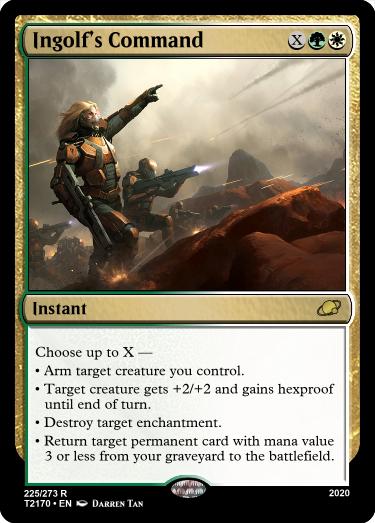 Ingolf's Command X
Instant
Choose up to X —
• Arm target creature you control.
• Target creature gets +2/+2 and gains hexproof
until end of turn.
• Destroy target enchantment.
• Return target permanent card with mana value
3 or less from your graveyard to the battlefield.
225/273 R 2020
T2170 • EN Darren Tan